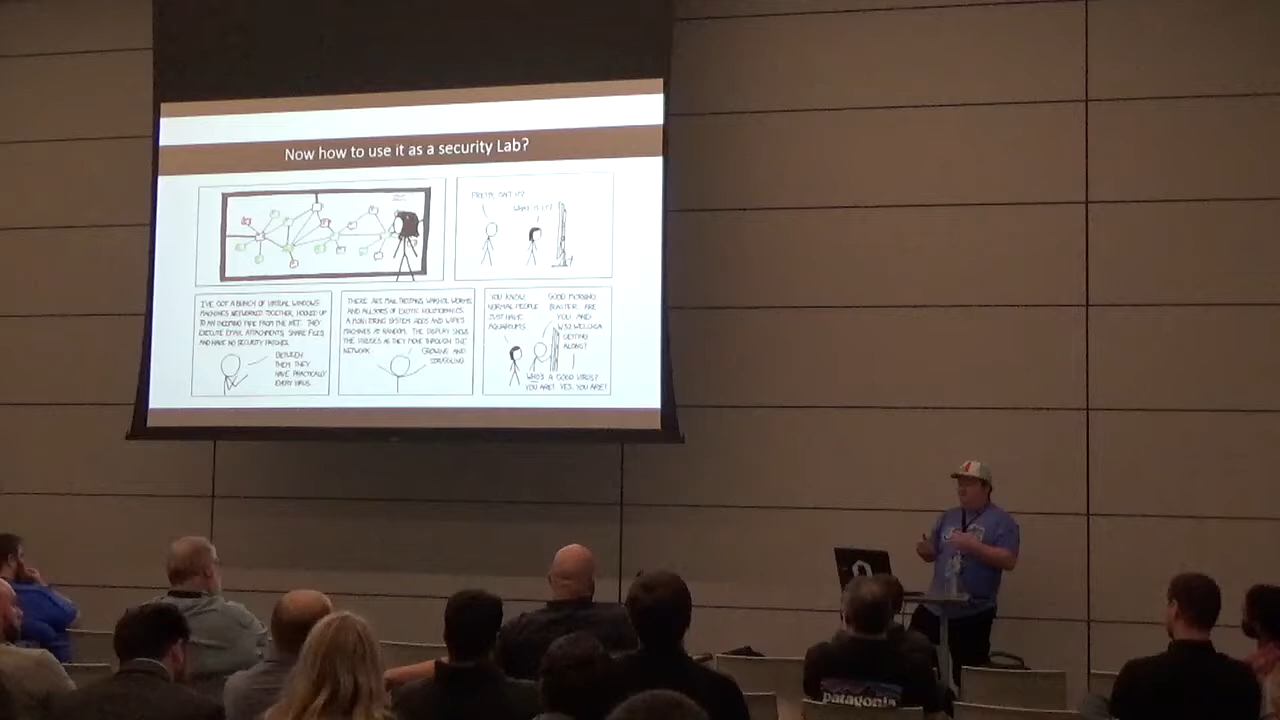 Now how to use it as a security Lab?
PRETTY, ISN'T IT?
WHAT IS IT?
I'VE GOT A BUNCH OF VIRTUAL WINDOWS
MACHINES NETWORKED TOGETHER, HOOKED UP
TO AN INCOMING PIPE FROM THE NET. THEY
EXECUTE EMAIL ATTACHMENTS, SHARE FILES,
AND HAVE NO SECURITY PATCHES.
BETWEEN
THEM THEY
HAVE PRACTICALLY
EVERY VIRUS.
THERE ARE MAIL TROJANS, WARHOL WORMS,
AND ALL SORTS OF EXOTIC POLYMORPHICS.
A MONITORING SYSTEM ADDS AND WIPES
MACHINES AT RANDOM. THE DISPLAY SHOWS
THE VIRUSES AS THEY MOVE THROUGH THE
NETWORK.
GROWING AND
STRUGGLING.
YOU KNOW,
NORMAL PEOPLE
JUST HAVE
AQUARIUMS.
GOOD MORNING,
BLASTER. ARE
YOU AND
W32.WELCHIA
GETTING
ALONG?
WHO'S A GOOD VIRUS?
YOU ARE! YES, YOU ARE!
patagonia